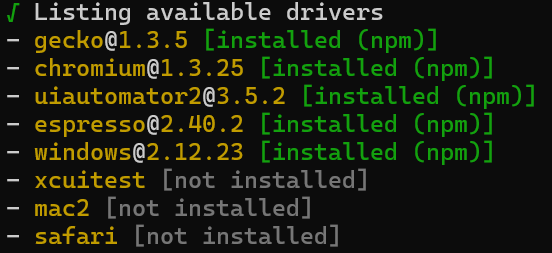 √ Listing available drivers
- gecko@1.3.5 [installed (npm)]
- chromium@1.3.25 [installed (npm)]
- uiautomator2@3.5.2 [installed (npm)]
- espresso@2.40.2 [installed (npm)]
- windows@2.12.23 [installed (npm)]
- xcuitest [not installed]
- mac2 [not installed]
- safari [not installed]